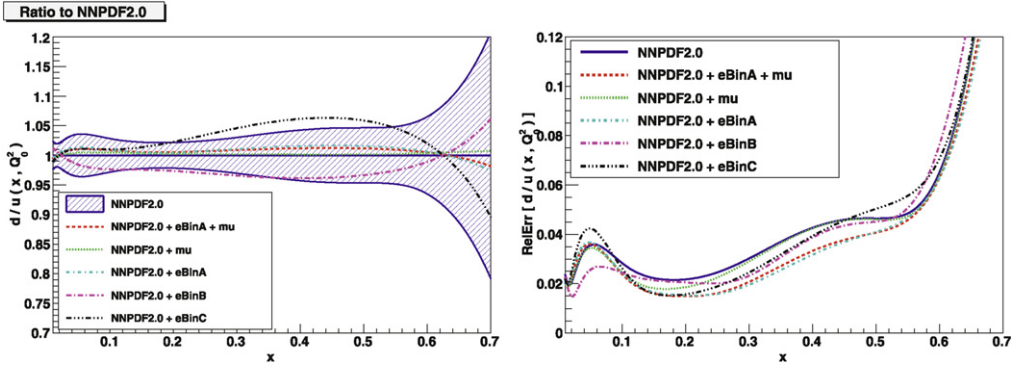 Ratio to NNPDF2.0
d / u ( x , Q² )
1.2
1.15
1.1
1.05
1
0.95
0.9
0.85
0.8
0.75
0.7
NNPDF2.0
NNPDF2.0 + eBinA + mu
NNPDF2.0 + mu
NNPDF2.0 + eBinA
NNPDF2.0 + eBinB
NNPDF2.0 + eBinC
0.1 0.2 0.3 0.4 0.5 0.6 0.7
x
RelErr [ d / u ( x , Q² ) ]
0.12
0.1
0.08
0.06
0.04
0.02
0
NNPDF2.0
NNPDF2.0 + eBinA + mu
NNPDF2.0 + mu
NNPDF2.0 + eBinA
NNPDF2.0 + eBinB
NNPDF2.0 + eBinC
0.1 0.2 0.3 0.4 0.5 0.6 0.7
x